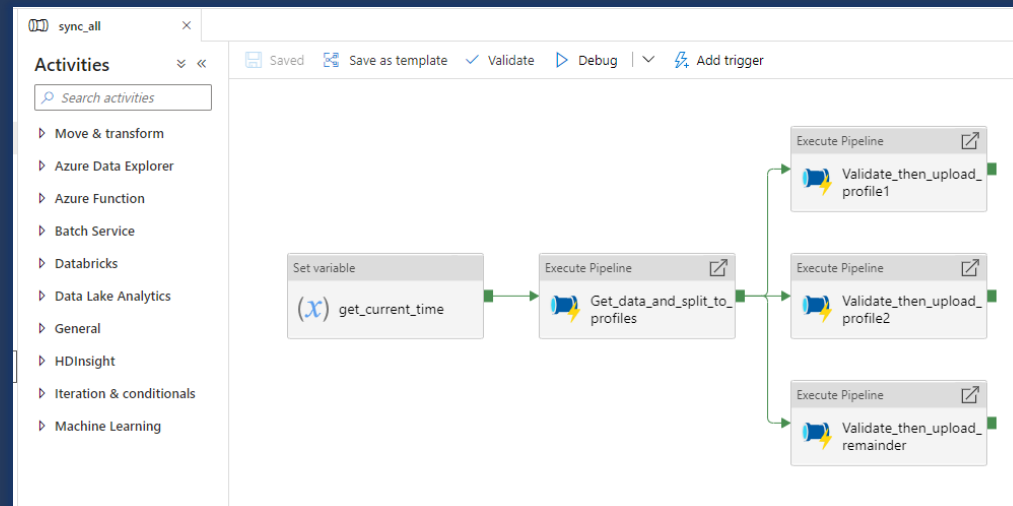 sync_all
Activities
Search activities
Move & transform
Azure Data Explorer
Azure Function
Batch Service
Databricks
Data Lake Analytics
General
HDInsight
Iteration & conditionals
Machine Learning
Saved
Save as template
Validate
Debug
Add trigger
Set variable
(x)
get_current_time
Execute Pipeline
Get_data_and_split_to_
profiles
Execute Pipeline
Validate_then_upload_
profile1
Execute Pipeline
Validate_then_upload_
profile2
Execute Pipeline
Validate_then_upload_
remainder